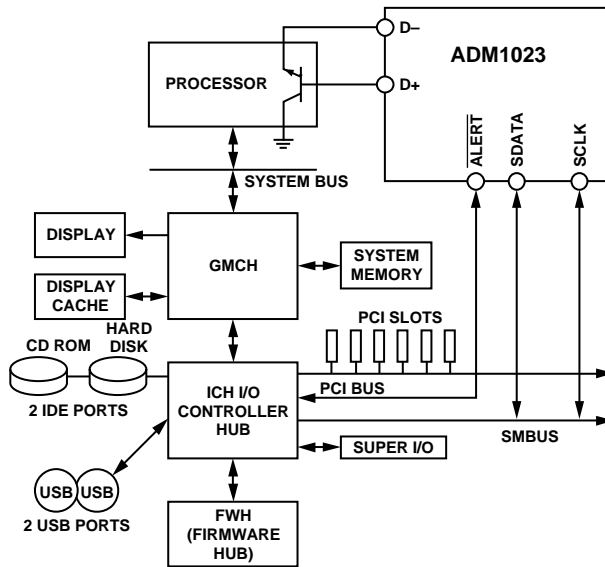 D–
ADM1023
PROCESSOR
D+
ALERT
SDATA
SCLK
SYSTEM BUS
DISPLAY
GMCH
SYSTEM
MEMORY
DISPLAY
CACHE
PCI SLOTS
HARD
DISK
CD ROM
ICH I/O
CONTROLLER
HUB
PCI BUS
2 IDE PORTS
SMBUS
SUPER I/O
USB
USB
2 USB PORTS
FWH
(FIRMWARE
HUB)